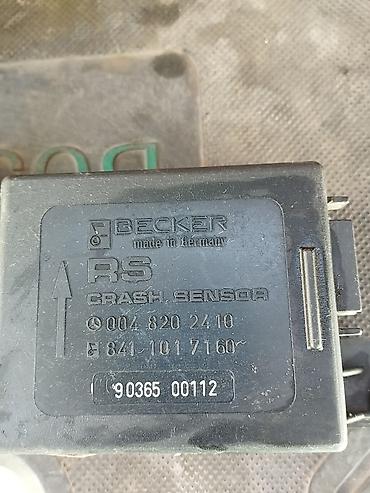 BECKER
made in Germany
RS
CRASH SENSOR
004 820 2410
841 101 7160
90365 00112